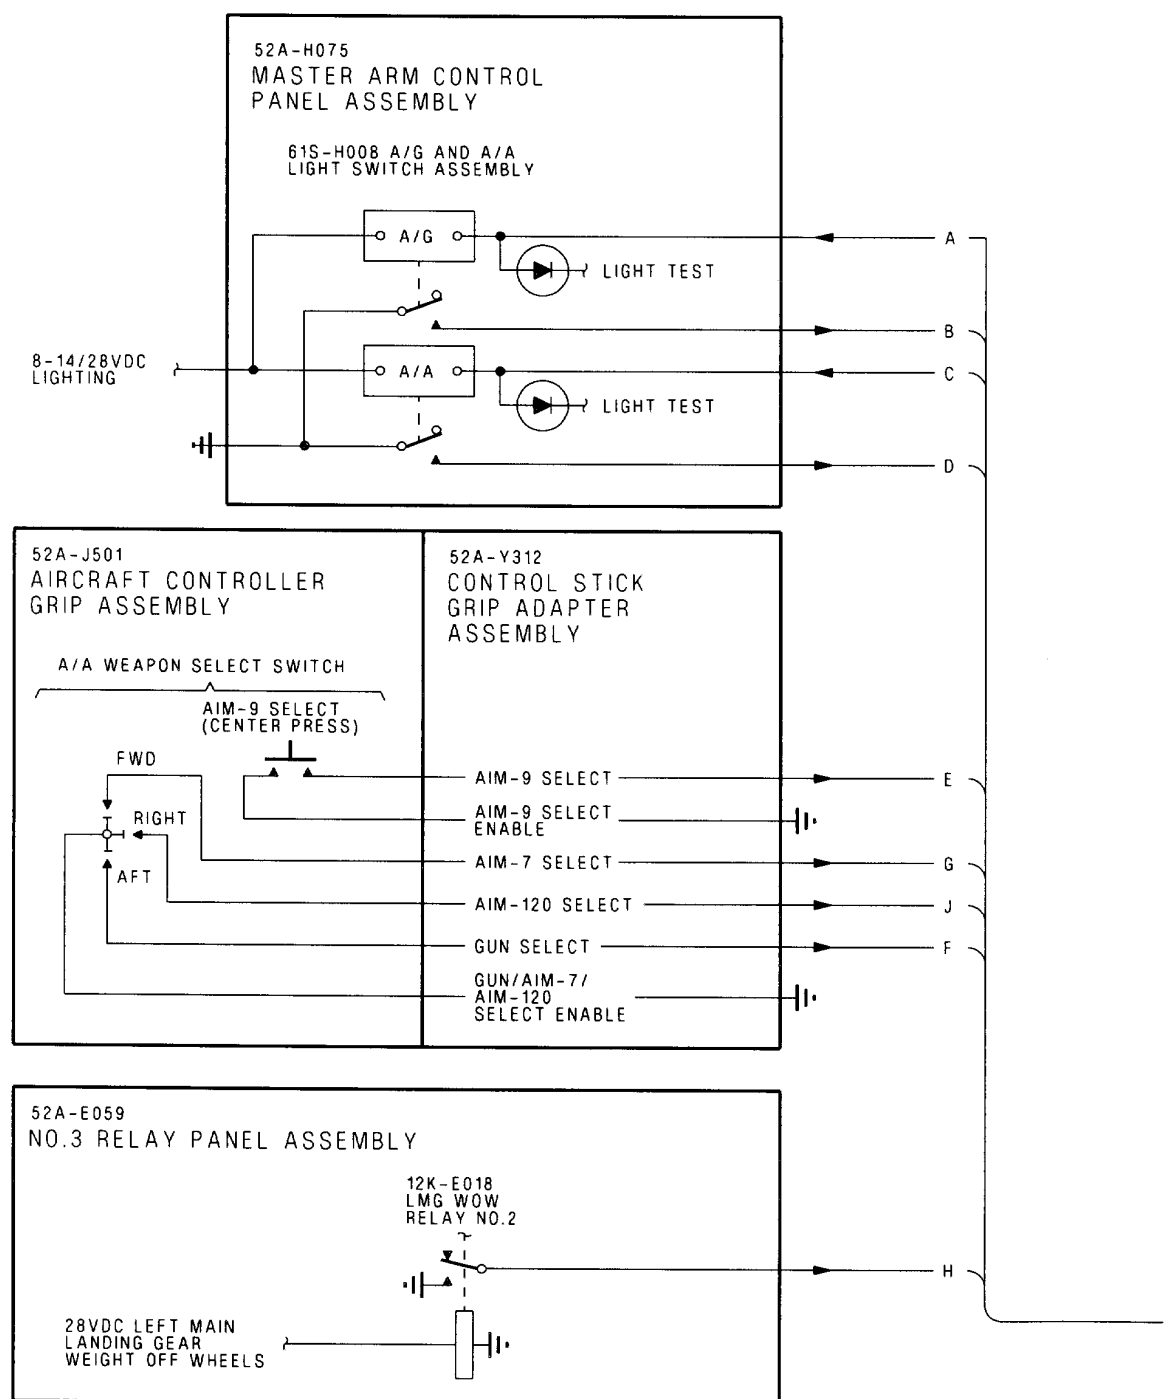 52A-H075
MASTER ARM CONTROL
PANEL ASSEMBLY
61S-H008 A/G AND A/A
LIGHT SWITCH ASSEMBLY
A/G
A
LIGHT TEST
B
8-14/28VDC
LIGHTING
A/A
C
LIGHT TEST
D
52A-J501
AIRCRAFT CONTROLLER
GRIP ASSEMBLY
52A-Y312
CONTROL STICK
GRIP ADAPTER
ASSEMBLY
A/A WEAPON SELECT SWITCH
AIM-9 SELECT
(CENTER PRESS)
FWD
RIGHT
AFT
AIM-9 SELECT
E
AIM-9 SELECT
ENABLE
AIM-7 SELECT
G
AIM-120 SELECT
J
GUN SELECT
F
GUN/AIM-7/
AIM-120
SELECT ENABLE
52A-E059
NO.3 RELAY PANEL ASSEMBLY
12K-E018
LMG WOW
RELAY NO.2
H
28VDC LEFT MAIN
LANDING GEAR
WEIGHT OFF WHEELS